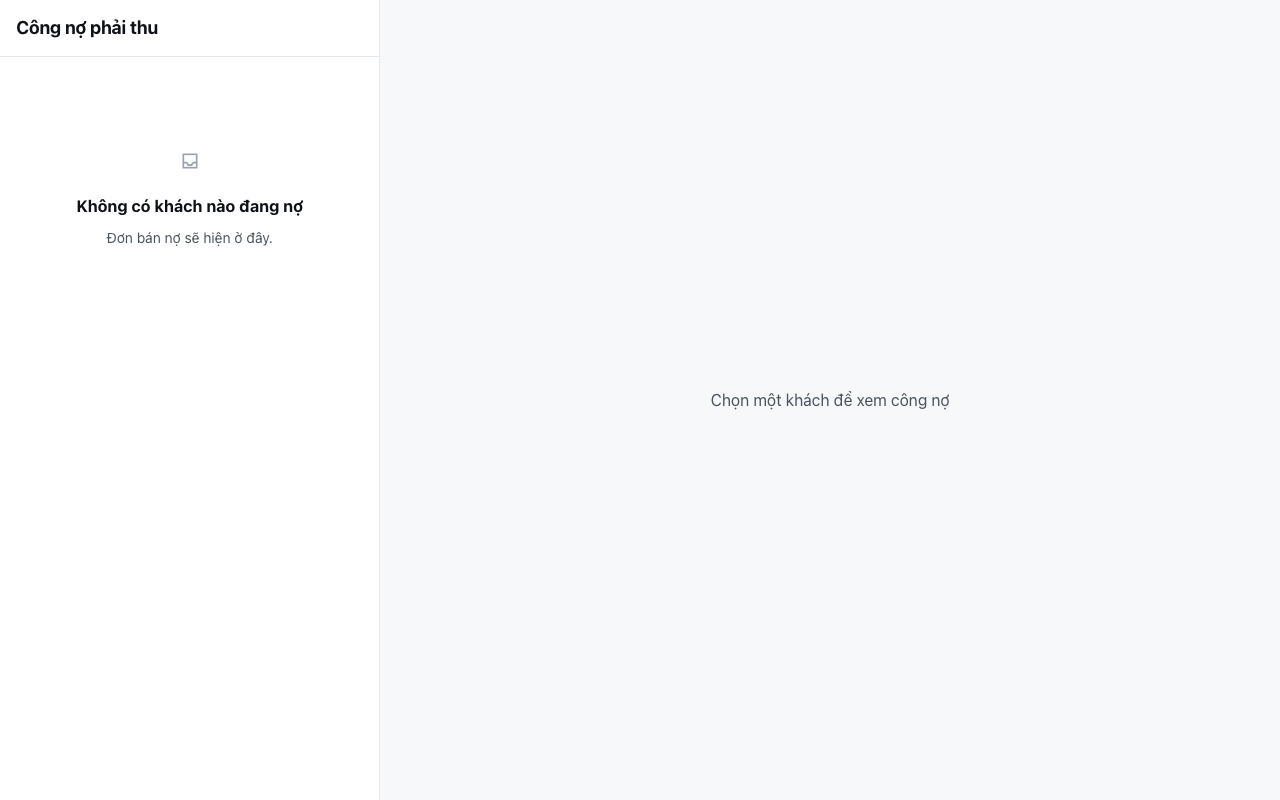 Công nợ phải thu
Không có khách nào đang nợ
Đơn bán nợ sẽ hiện ở đây.
Chọn một khách để xem công nợ